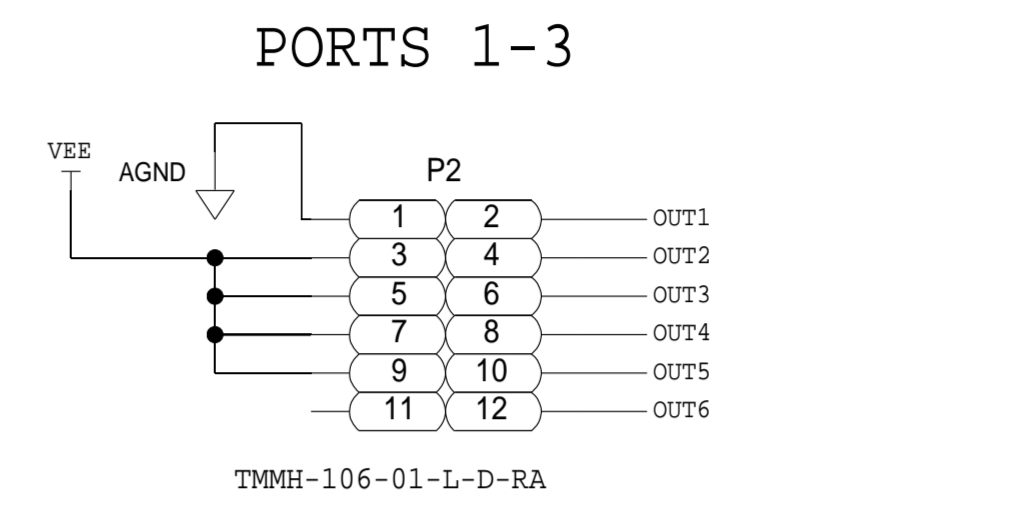 PORTS 1-3
VEE
AGND
P2
1 2 OUT1
3 4 OUT2
5 6 OUT3
7 8 OUT4
9 10 OUT5
11 12 OUT6
TMMH-106-01-L-D-RA